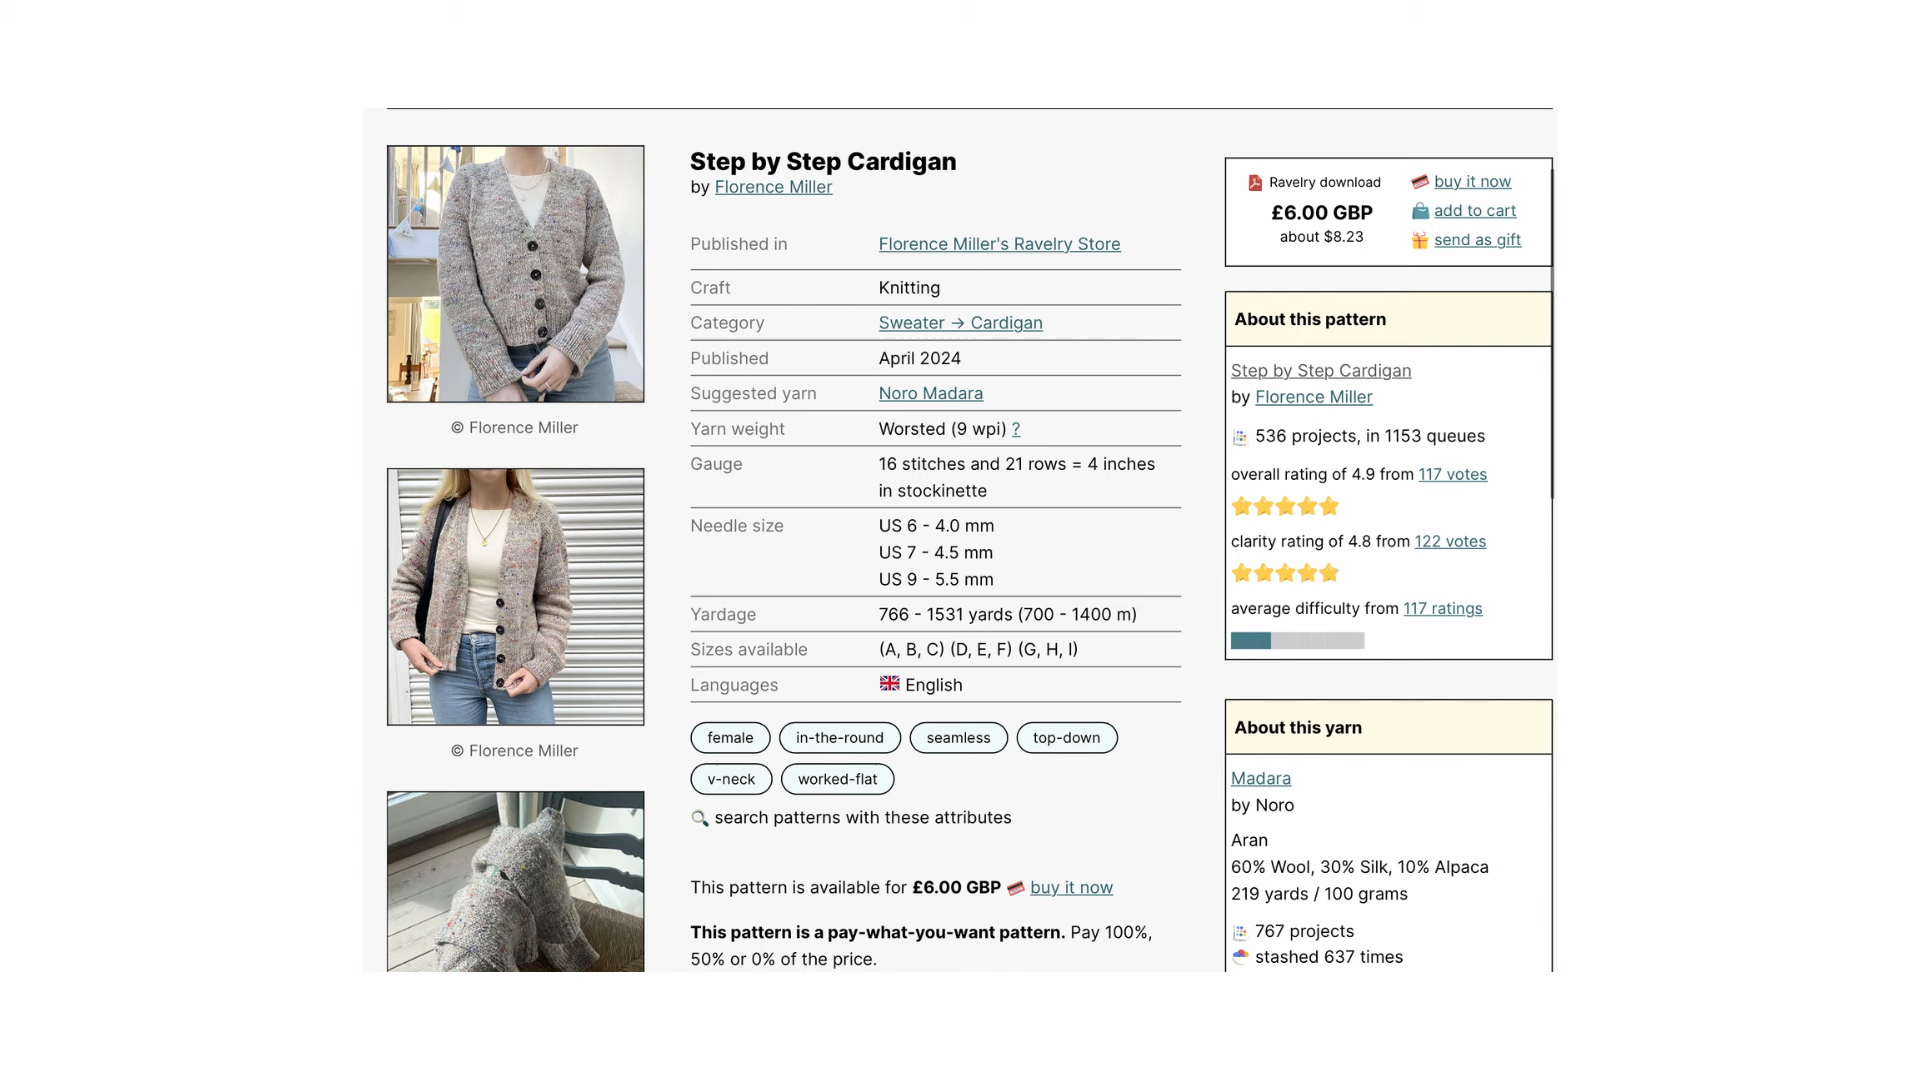 © Florence Miller
© Florence Miller
Step by Step Cardigan
by Florence Miller
Published in Florence Miller's Ravelry Store
Craft Knitting
Category Sweater → Cardigan
Published April 2024
Suggested yarn Noro Madara
Yarn weight Worsted (9 wpi) ?
Gauge 16 stitches and 21 rows = 4 inches
in stockinette
Needle size US 6 - 4.0 mm
US 7 - 4.5 mm
US 9 - 5.5 mm
Yardage 766 - 1531 yards (700 - 1400 m)
Sizes available (A, B, C) (D, E, F) (G, H, I)
Languages English
female in-the-round seamless top-down
v-neck worked-flat
search patterns with these attributes
This pattern is available for £6.00 GBP buy it now
This pattern is a pay-what-you-want pattern. Pay 100%,
50% or 0% of the price.
Ravelry download
£6.00 GBP
about $8.23
buy it now
add to cart
send as gift
About this pattern
Step by Step Cardigan
by Florence Miller
536 projects, in 1153 queues
overall rating of 4.9 from 117 votes
clarity rating of 4.8 from 122 votes
average difficulty from 117 ratings
About this yarn
Madara
by Noro
Aran
60% Wool, 30% Silk, 10% Alpaca
219 yards / 100 grams
767 projects
stashed 637 times